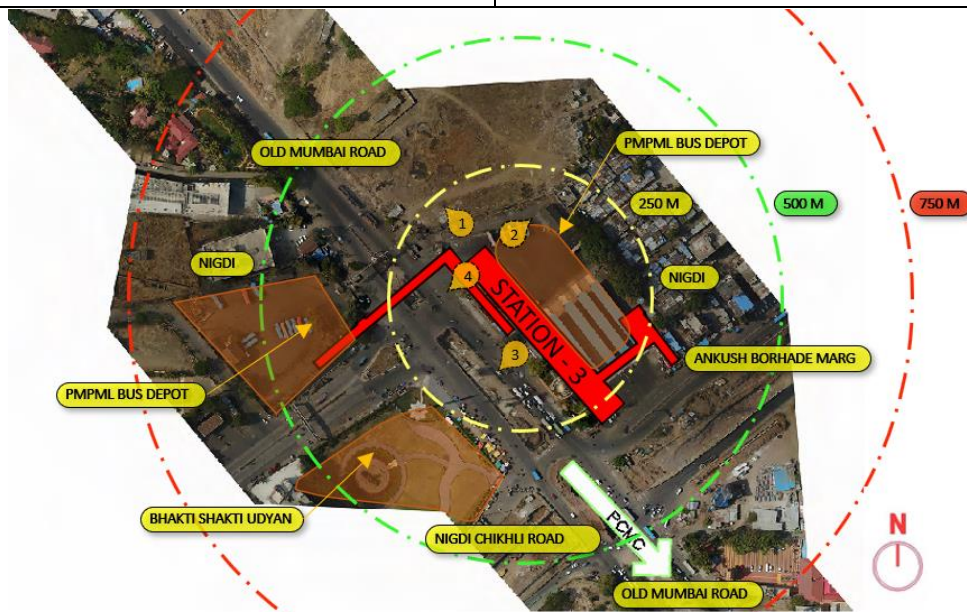 OLD MUMBAI ROAD
PMPML BUS DEPOT
250 M
500 M
750 M
1
2
NIGDI
4
NIGDI
STATION - 3
3
ANKUSH BORHADE MARG
PMPML BUS DEPOT
BHAKTI SHAKTI UDYAN
NIGDI CHIKHLI ROAD
PCMC
N
OLD MUMBAI ROAD